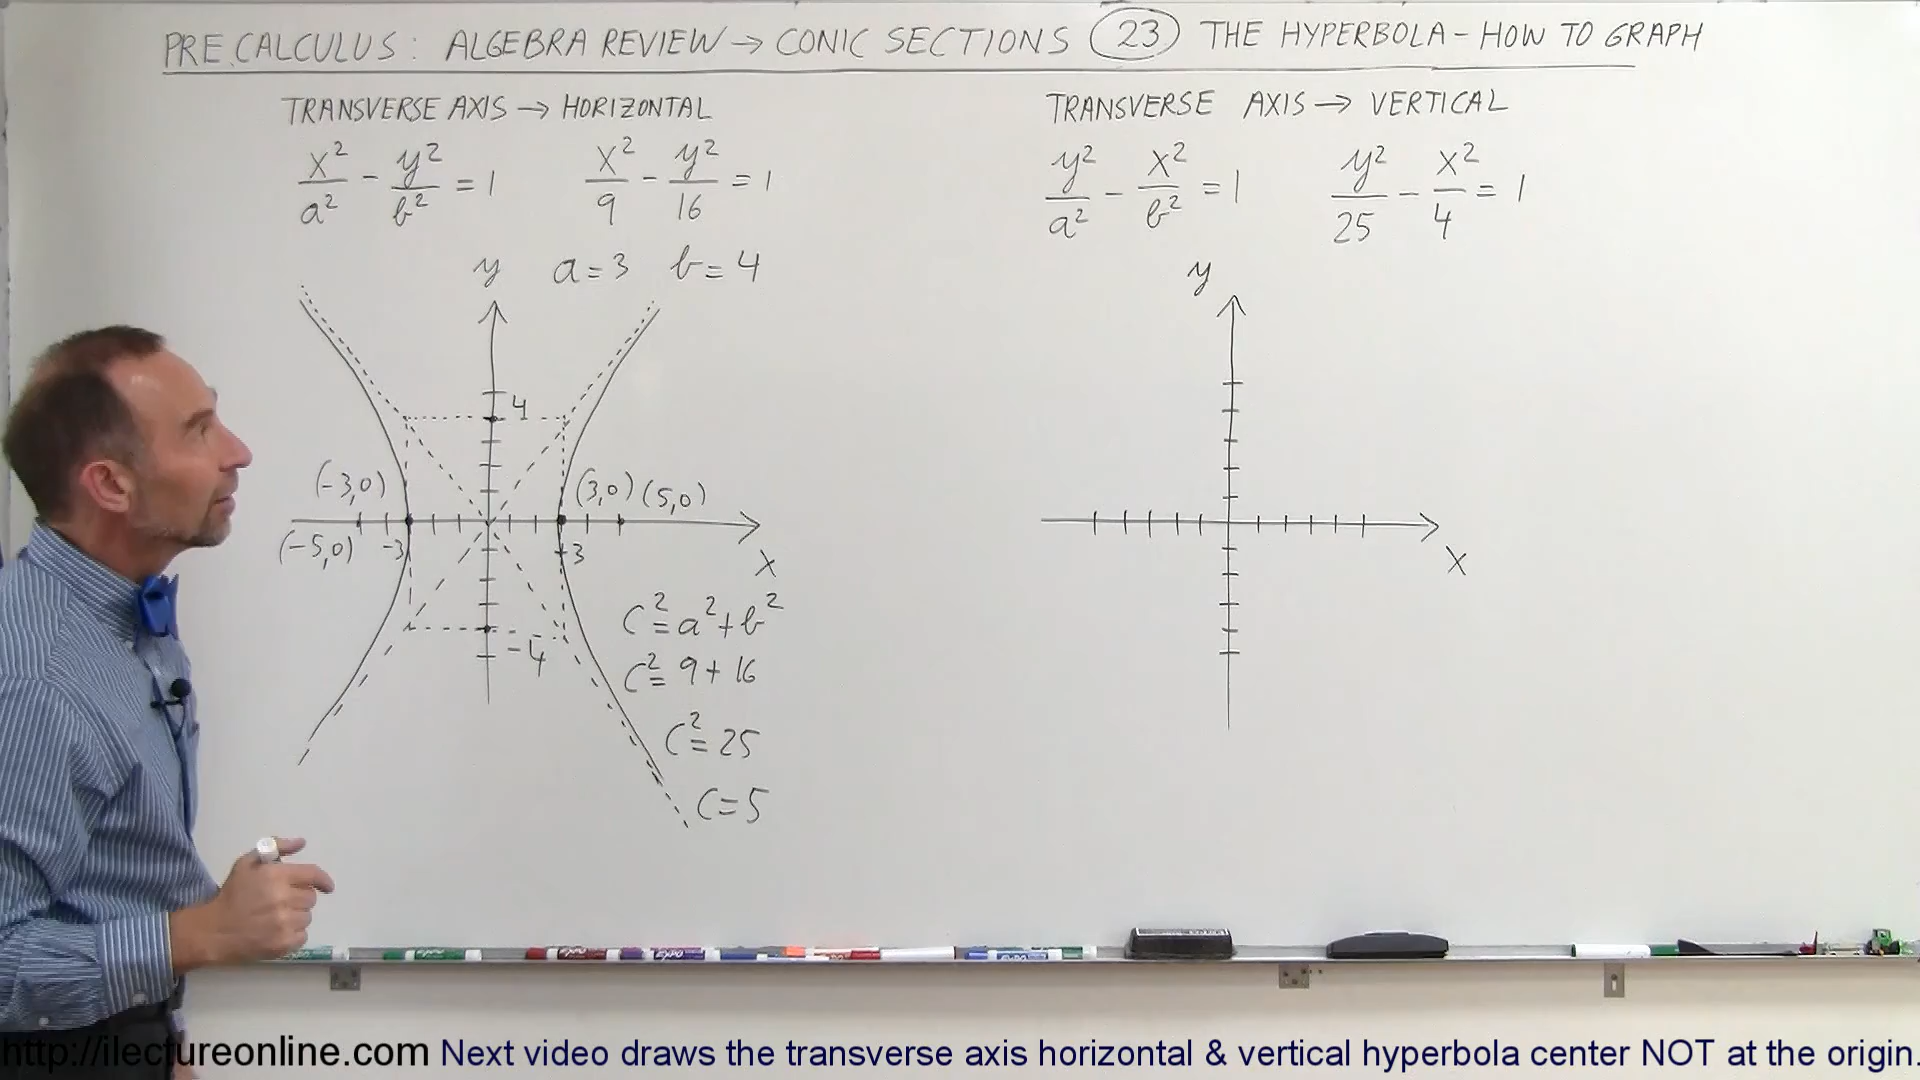 PRE.CALCULUS: ALGEBRA REVIEW → CONIC SECTIONS 23 THE HYPERBOLA - HOW TO GRAPH
TRANSVERSE AXIS → HORIZONTAL
x²/a² - y²/b² = 1
x²/9 - y²/16 = 1
a = 3 b = 4
y
4
(-3,0)
(3,0) (5,0)
(-5,0)
-3
+3
x
-4
C² = a² + b²
C² = 9 + 16
C² = 25
C = 5
TRANSVERSE AXIS → VERTICAL
y²/a² - x²/b² = 1
y²/25 - x²/4 = 1
y
x
http://ilectureonline.com Next video draws the transverse axis horizontal & vertical hyperbola center NOT at the origin.